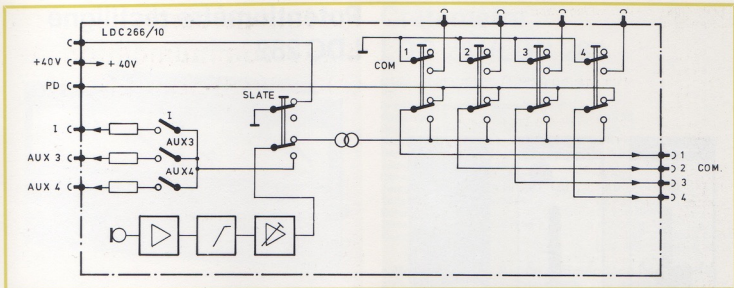 LDC266/10
+40V
+40V
PD
I
AUX 3
AUX 4
I
AUX3
AUX4
SLATE
COM
1
2
3
4
1
2
3
4
COM.